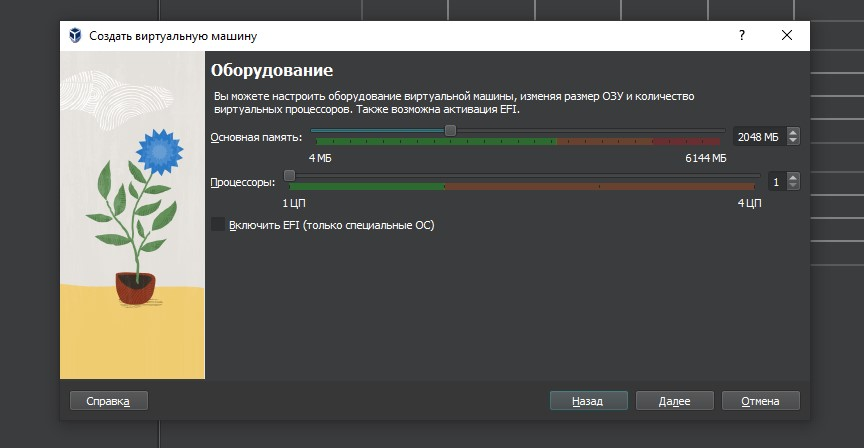 Создать виртуальную машину
Оборудование
Вы можете настроить оборудование виртуальной машины, изменяя размер ОЗУ и количество
виртуальных процессоров. Также возможна активация EFI.
Основная память: 2048 МБ
4 МБ 6144 МБ
Процессоры: 1
1 ЦП 4 ЦП
Включить EFI (только специальные ОС)
Справка Назад Далее Отмена